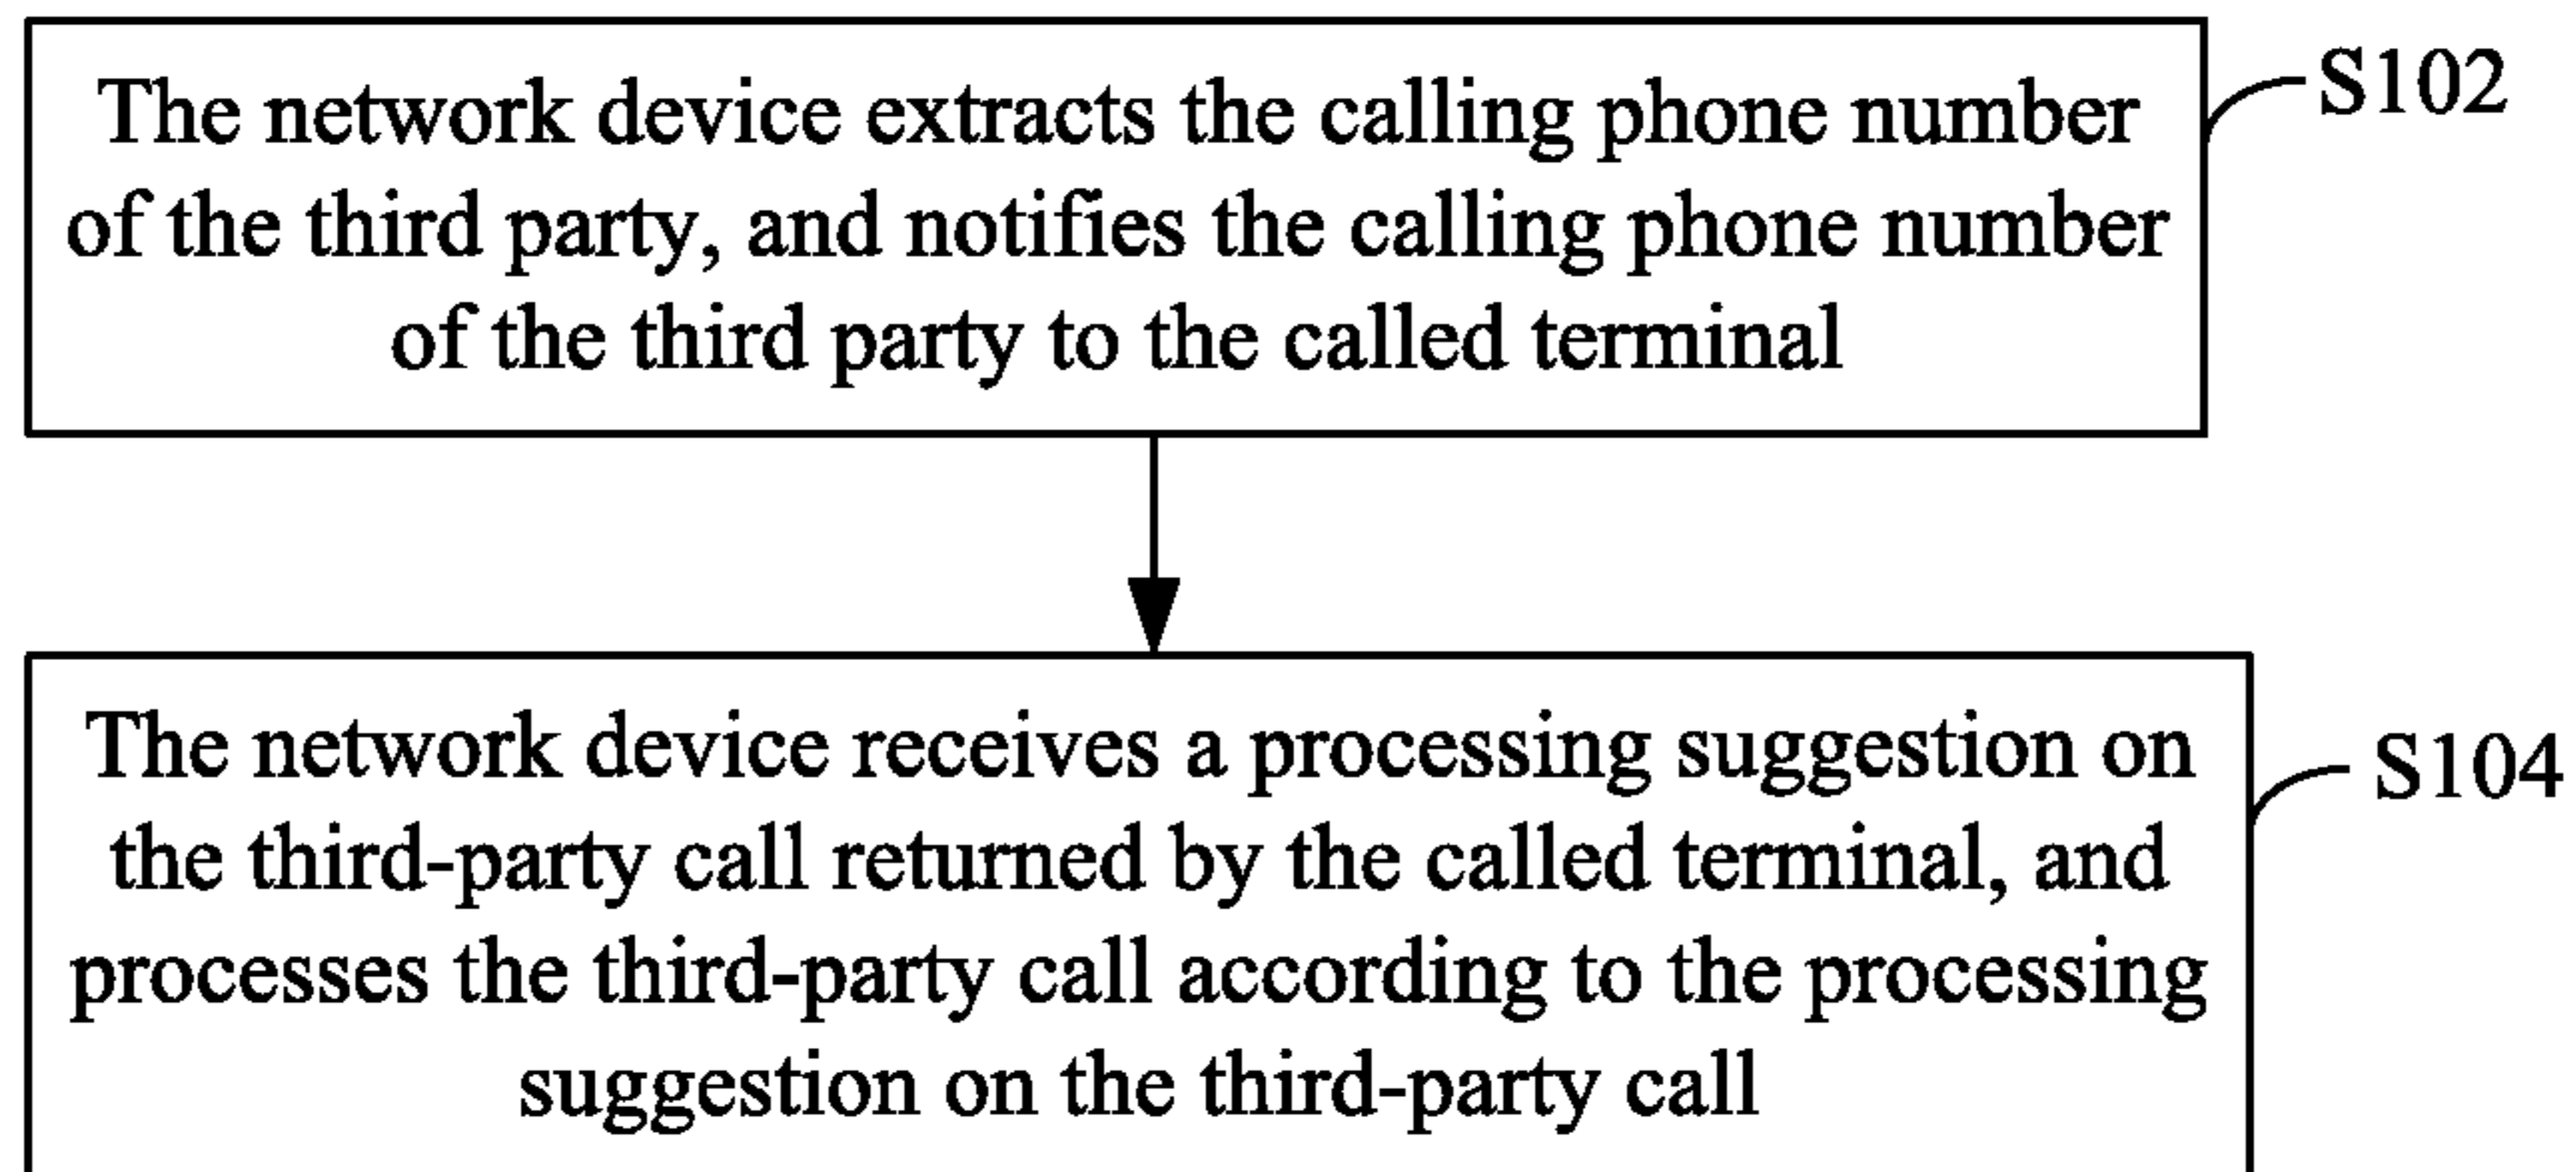 The network device extracts the calling phone number
of the third party, and notifies the calling phone number
of the third party to the called terminal
S102
The network device receives a processing suggestion on
the third-party call returned by the called terminal, and
processes the third-party call according to the processing
suggestion on the third-party call
S104